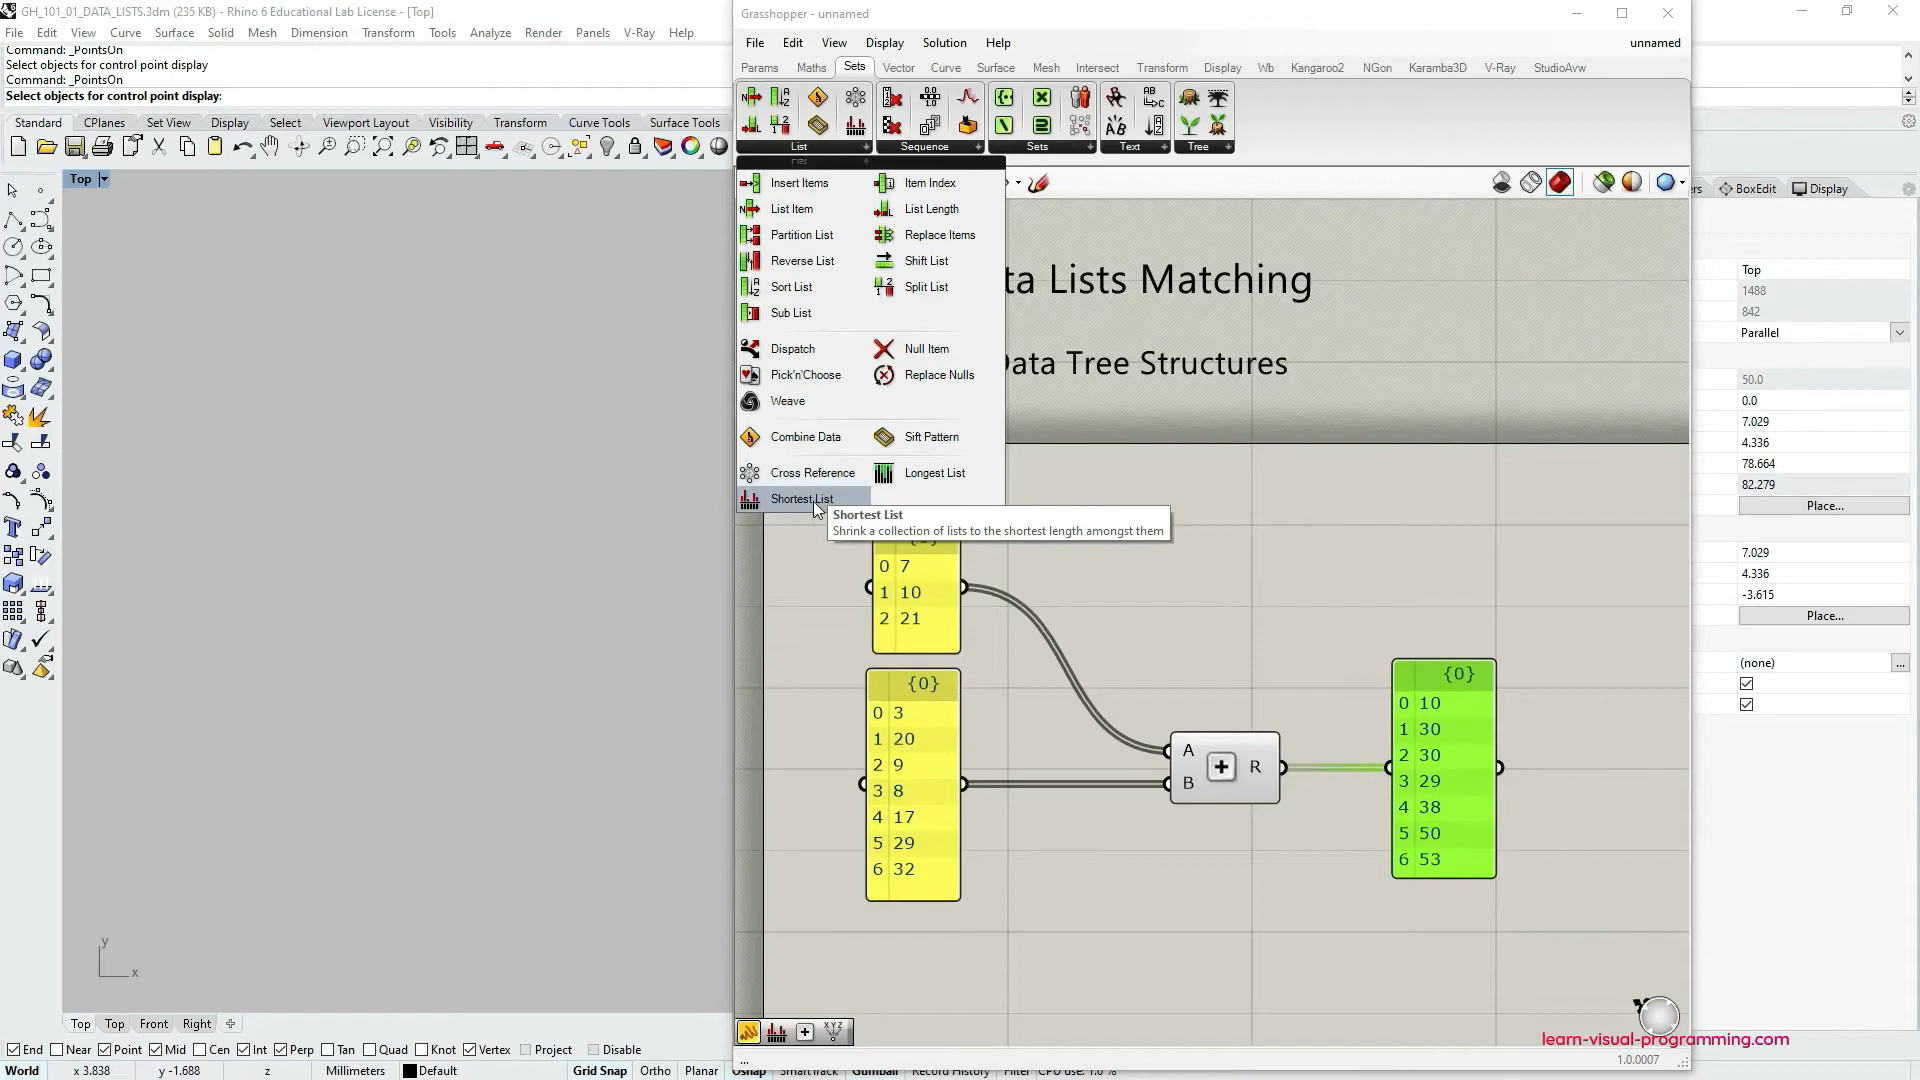 GH_101_01_DATA_LISTS.3dm (235 KB) - Rhino 6 Educational Lab License - [Top]
File Edit View Curve Surface Solid Mesh Dimension Transform Tools Analyze Render Panels V-Ray Help
Command: _PointsOn
Select objects for control point display
Command: _PointsOn
Select objects for control point display:
Standard CPlanes Set View Display Select Viewport Layout Visibility Transform Curve Tools Surface Tools
Top
Grasshopper - unnamed
File Edit View Display Solution Help unnamed
Params Maths Sets Vector Curve Surface Mesh Intersect Transform Display Wb Kangaroo2 NGon Karamba3D V-Ray StudioAvw
List Sequence Sets Text Tree
Insert Items Item Index
List Item List Length
Partition List Replace Items
Reverse List Shift List
Sort List Split List
Sub List
Dispatch Null Item
Pick'n'Choose Replace Nulls
Weave
Combine Data Sift Pattern
Cross Reference Longest List
Shortest List
Shortest List
Shrink a collection of lists to the shortest length amongst them
ta Lists Matching
Data Tree Structures
0 7
1 10
2 21
{0}
0 3
1 20
2 9
3 8
4 17
5 29
6 32
A
B
R
{0}
0 10
1 30
2 30
3 29
4 38
5 50
6 53
BoxEdit Display
Top
1488
842
Parallel
50.0
0.0
7.029
4.336
78.664
82.279
Place...
7.029
4.336
-3.615
Place...
(none) ...
y
x
Top Top Front Right
End Near Point Mid Cen Int Perp Tan Quad Knot Vertex Project Disable
World x 3.838 y -1.688 z Millimeters Default Grid Snap Ortho Planar Osnap SmartTrack Gumball Record History Filter CPU use: 1.0 %
XYZ
...
learn-visual-programming.com
1.0.0007